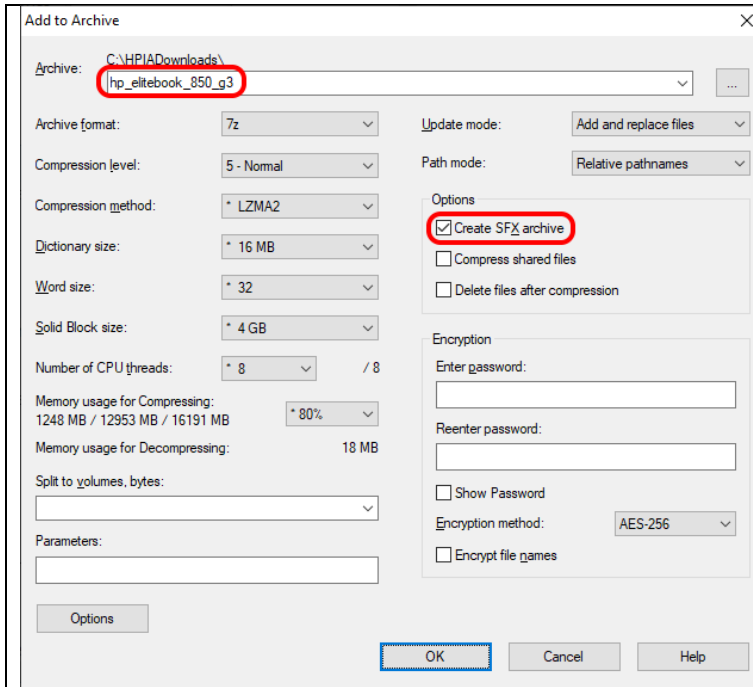 Add to Archive
Archive:
C:\HPIADownloads\
hp_elitebook_850_g3
...
Archive format:
7z
Compression level:
5 - Normal
Compression method:
* LZMA2
Dictionary size:
* 16 MB
Word size:
* 32
Solid Block size:
* 4 GB
Number of CPU threads:
* 8
/ 8
Memory usage for Compressing:
1248 MB / 12953 MB / 16191 MB
* 80%
Memory usage for Decompressing:
18 MB
Split to volumes, bytes:
Parameters:
Options
Update mode:
Add and replace files
Path mode:
Relative pathnames
Options
Create SFX archive
Compress shared files
Delete files after compression
Encryption
Enter password:
Reenter password:
Show Password
Encryption method:
AES-256
Encrypt file names
OK
Cancel
Help